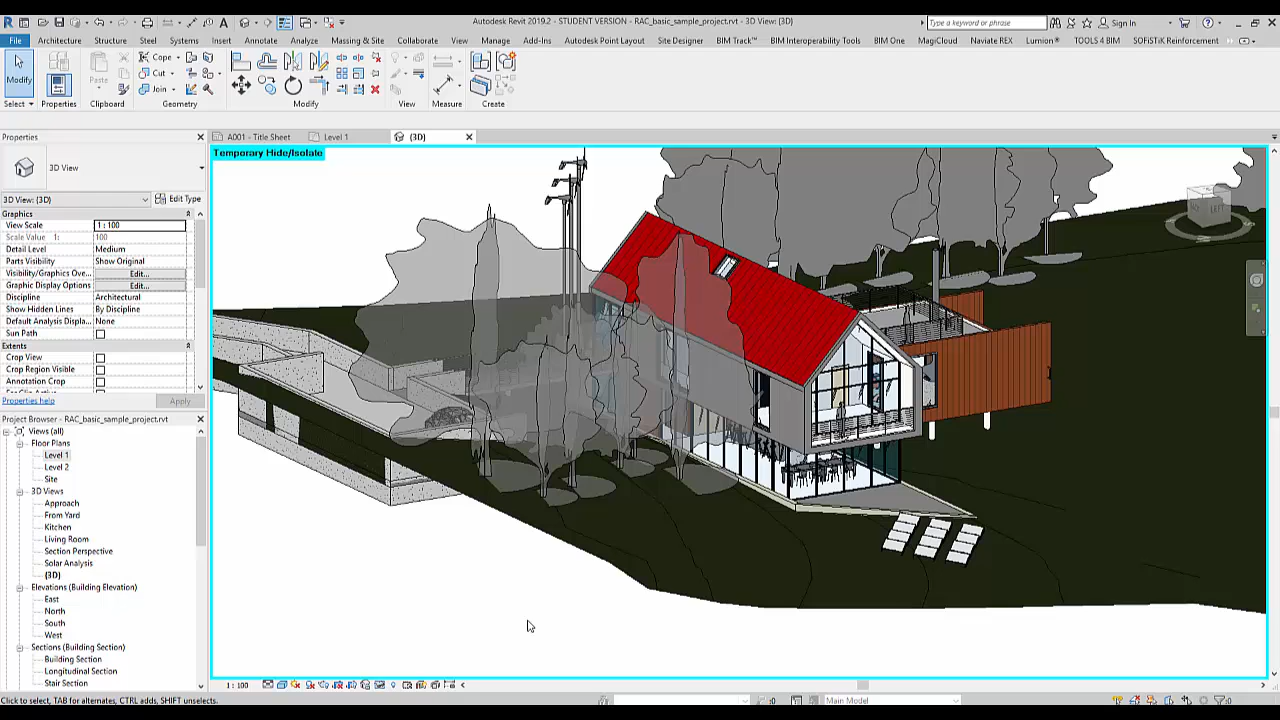 Autodesk Revit 2019.2 - STUDENT VERSION - RAC_basic_sample_project.rvt - 3D View: {3D}
Type a keyword or phrase
Sign In
File Architecture Structure Steel Systems Insert Annotate Analyze Massing & Site Collaborate View Manage Add-Ins BIM Track™ Autodesk Point Layout Site Designer BIM Interoperability Tools BIM One MagiCloud Naviate REX Lumion® TOOLS 4 BIM SOFiSTiK Reinforcement
Modify
Paste
Cope
Cut
Join
Select Properties Clipboard Geometry Modify View Measure Create
Properties
A001 - Title Sheet
Level 1
{3D}
Temporary Hide/Isolate
3D View
3D View: {3D}
Edit Type
Graphics
View Scale 1 : 100
Scale Value 1: 100
Detail Level Medium
Parts Visibility Show Original
Visibility/Graphics Ove... Edit...
Graphic Display Options Edit...
Discipline Architectural
Show Hidden Lines By Discipline
Default Analysis Displa... None
Sun Path
Extents
Crop View
Crop Region Visible
Annotation Crop
Properties help
Apply
LEFT
Project Browser - RAC_basic_sample_project.rvt
Views (all)
Floor Plans
Level 1
Level 2
Site
3D Views
Approach
From Yard
Kitchen
Living Room
Section Perspective
Solar Analysis
{3D}
Elevations (Building Elevation)
East
North
South
West
Sections (Building Section)
Building Section
Longitudinal Section
Stair Section
1 : 100
Click to select, TAB for alternates, CTRL adds, SHIFT unselects.
:0
Main Model
:0